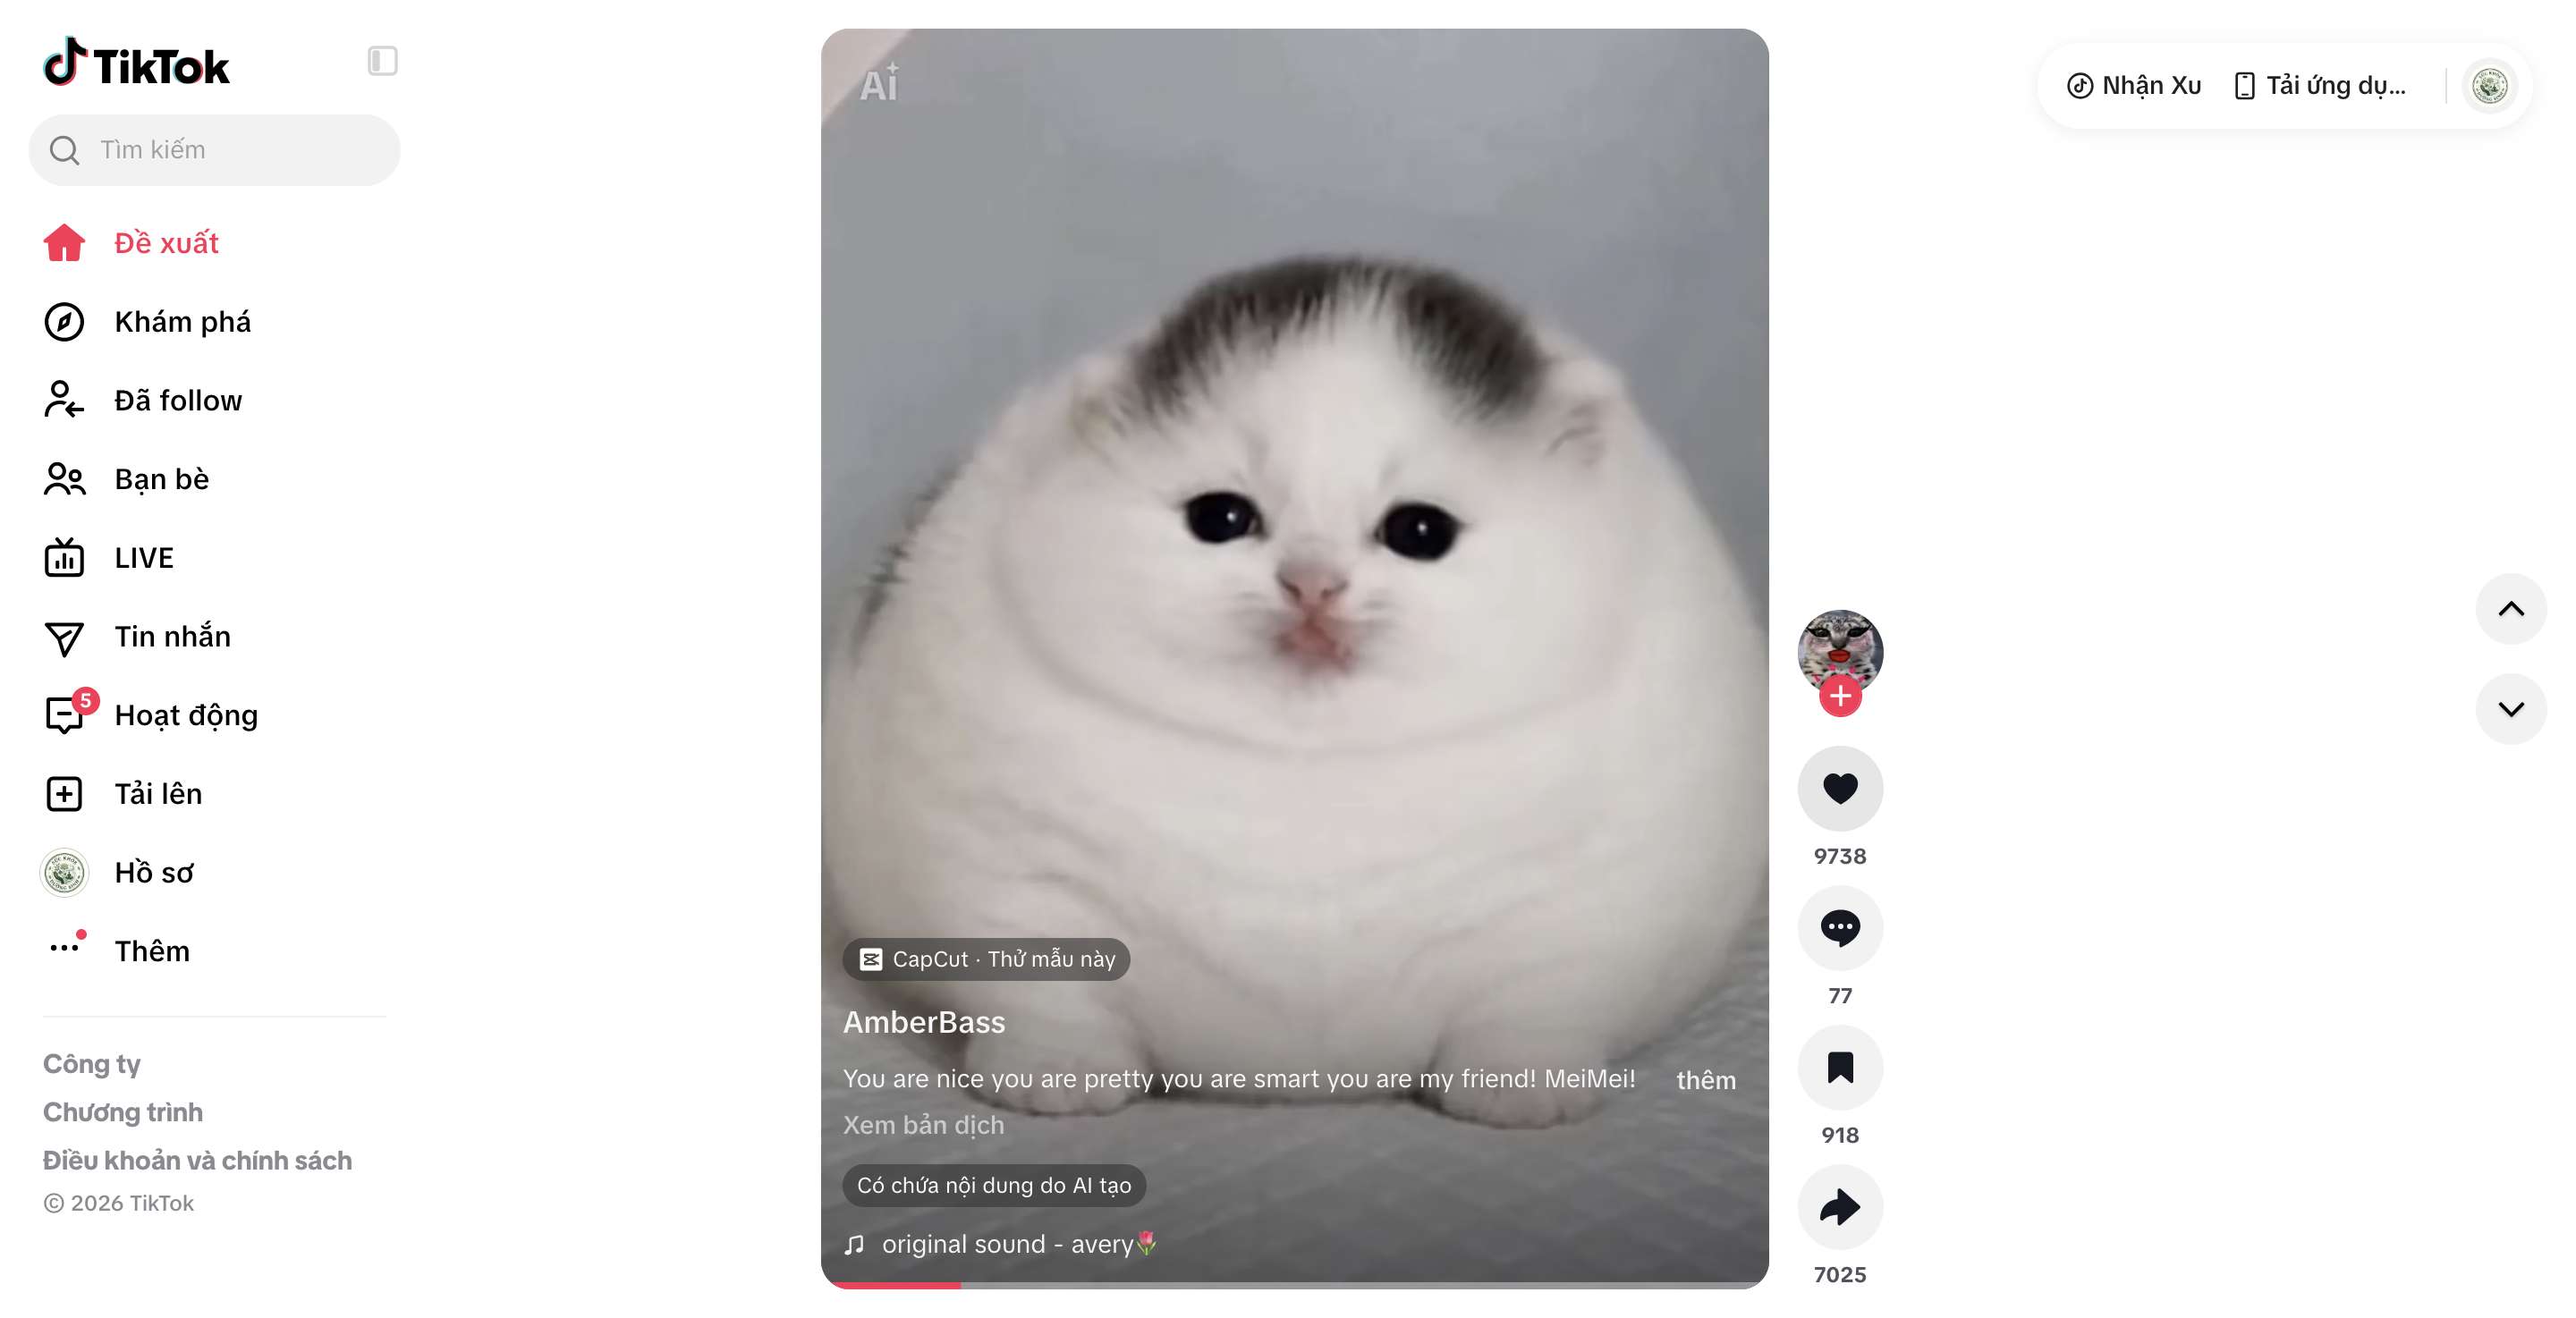 TikTok
Tìm kiếm
Đề xuất
Khám phá
Đã follow
Bạn bè
LIVE
Tin nhắn
5
Hoạt động
Tải lên
Hồ sơ
Thêm
Công ty
Chương trình
Điều khoản và chính sách
© 2026 TikTok
Ai
CapCut · Thử mẫu này
AmberBass
You are nice you are pretty you are smart you are my friend! MeiMei! thêm
Xem bản dịch
Có chứa nội dung do AI tạo
original sound - avery🌷
9738
77
918
7025
Nhận Xu
Tải ứng dụ...